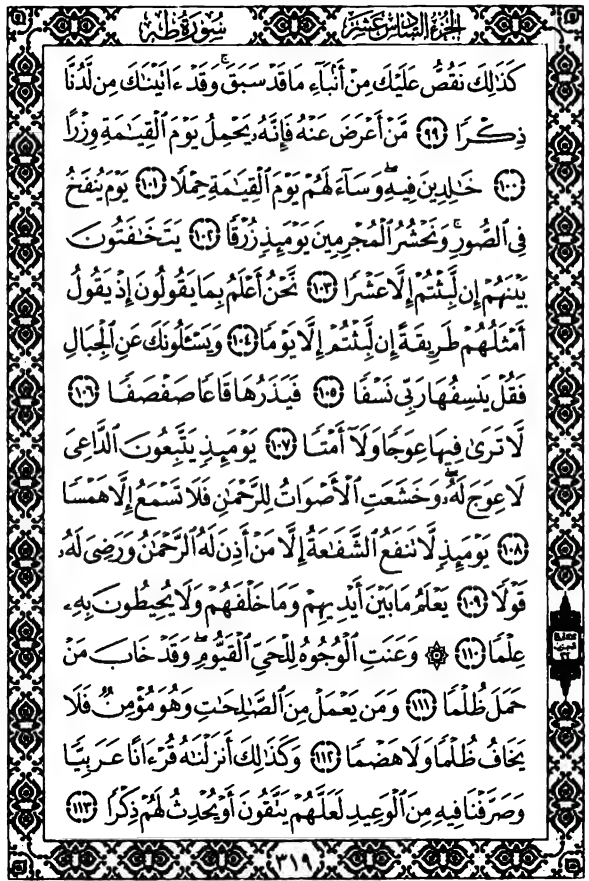 الجزء السادس عشر سورة طه
كَذَٰلِكَ نَقُصُّ عَلَيْكَ مِنْ أَنۢبَآءِ مَا قَدْ سَبَقَ ۚ وَقَدْ ءَاتَيْنَٰكَ مِن لَّدُنَّا
ذِكْرًا ٩٩ مَّنْ أَعْرَضَ عَنْهُ فَإِنَّهُۥ يَحْمِلُ يَوْمَ ٱلْقِيَٰمَةِ وِزْرًا
١٠٠ خَٰلِدِينَ فِيهِ ۖ وَسَآءَ لَهُمْ يَوْمَ ٱلْقِيَٰمَةِ حِمْلًا ١٠١ يَوْمَ يُنفَخُ
فِى ٱلصُّورِ ۚ وَنَحْشُرُ ٱلْمُجْرِمِينَ يَوْمَئِذٍ زُرْقًا ١٠٢ يَتَخَٰفَتُونَ
بَيْنَهُمْ إِن لَّبِثْتُمْ إِلَّا عَشْرًا ١٠٣ نَّحْنُ أَعْلَمُ بِمَا يَقُولُونَ إِذْ يَقُولُ
أَمْثَلُهُمْ طَرِيقَةً إِن لَّبِثْتُمْ إِلَّا يَوْمًا ١٠٤ وَيَسْـَٔلُونَكَ عَنِ ٱلْجِبَالِ
فَقُلْ يَنسِفُهَا رَبِّى نَسْفًا ١٠٥ فَيَذَرُهَا قَاعًا صَفْصَفًا ١٠٦
لَّا تَرَىٰ فِيهَا عِوَجًا وَلَآ أَمْتًا ١٠٧ يَوْمَئِذٍ يَتَّبِعُونَ ٱلدَّاعِىَ
لَا عِوَجَ لَهُۥ ۖ وَخَشَعَتِ ٱلْأَصْوَاتُ لِلرَّحْمَٰنِ فَلَا تَسْمَعُ إِلَّا هَمْسًا
١٠٨ يَوْمَئِذٍ لَّا تَنفَعُ ٱلشَّفَٰعَةُ إِلَّا مَنْ أَذِنَ لَهُ ٱلرَّحْمَٰنُ وَرَضِىَ لَهُۥ
قَوْلًا ١٠٩ يَعْلَمُ مَا بَيْنَ أَيْدِيهِمْ وَمَا خَلْفَهُمْ وَلَا يُحِيطُونَ بِهِۦ
عِلْمًا ١١٠ ۞ وَعَنَتِ ٱلْوُجُوهُ لِلْحَىِّ ٱلْقَيُّومِ ۖ وَقَدْ خَابَ مَنْ
حَمَلَ ظُلْمًا ١١١ وَمَن يَعْمَلْ مِنَ ٱلصَّٰلِحَٰتِ وَهُوَ مُؤْمِنٌ فَلَا
يَخَافُ ظُلْمًا وَلَا هَضْمًا ١١٢ وَكَذَٰلِكَ أَنزَلْنَٰهُ قُرْءَانًا عَرَبِيًّا
وَصَرَّفْنَا فِيهِ مِنَ ٱلْوَعِيدِ لَعَلَّهُمْ يَتَّقُونَ أَوْ يُحْدِثُ لَهُمْ ذِكْرًا ١١٣
٣١٩